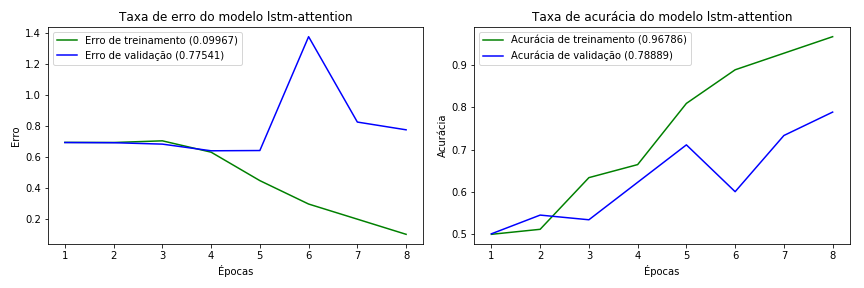 Taxa de erro do modelo lstm-attention
Erro de treinamento (0.09967)
Erro de validação (0.77541)
Erro
1.4
1.2
1.0
0.8
0.6
0.4
0.2
1 2 3 4 5 6 7 8
Épocas
Taxa de acurácia do modelo lstm-attention
Acurácia de treinamento (0.96786)
Acurácia de validação (0.78889)
Acurácia
0.9
0.8
0.7
0.6
0.5
1 2 3 4 5 6 7 8
Épocas